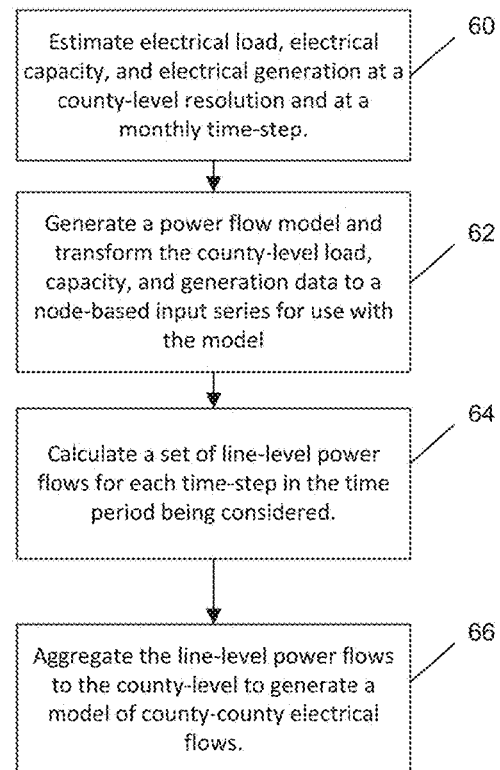 60
Estimate electrical load, electrical
capacity, and electrical generation at a
county-level resolution and at a
monthly time-step.
62
Generate a power flow model and
transform the county-level load,
capacity, and generation data to a
node-based input series for use with
the model
64
Calculate a set of line-level power
flows for each time-step in the time
period being considered.
66
Aggregate the line-level power flows
to the county-level to generate a
model of county-county electrical
flows.